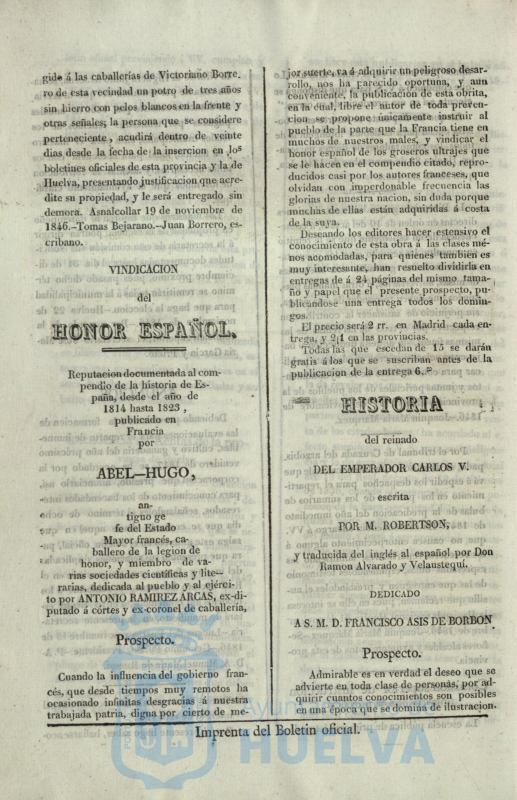 gido á las caballerías de Victoriano Borre.
ro de esta vecindad un potro de tres años
sin hierro con pelos blancos en la frente y
otras señales; la persona que se considere
perteneciente, acudirá dentro de veinte
dias desde la fecha de la insercion en los
boletines oficiales de esta provincia y la de
Huelva, presentando justificacion que acre-
dite su propiedad, y le será entregado sin
demora. Asnalcollar 19 de noviembre de
1846.-Tomas Bejarano.-Juan Borrero, es-
cribano.
VINDICACION
del
HONOR ESPAÑOL.
Reputacion documentada al com-
pendio de la historia de Es-
paña, desde el año de
1814 hasta 1823,
publicado en
Francia
por
ABEL-HUGO,
an-
tiguo ge
fe del Estado
Mayor francés, ca-
ballero de la legion de
honor, y miembro de va-
rias sociedades científicas y lite-
rarias, dedicada al pueblo y al ejérci-
to por ANTONIO RAMIREZ ARCAS, ex-di-
putado á córtes y ex-coronel de caballería,
Prospecto.
Cuando la influencia del gobierno fran-
cés, que desde tiempos muy remotos ha
ocasionado infinitas desgracias á nuestra
trabajada patria, digna por cierto de me-
jor suerte, va á adquirir un peligroso desar-
rollo, nos ha parecido oportuna, y aun
conveniente, la publicacion de esta obrita,
en la cual, libre el autor de toda preven-
cion se propone únicamente instruir al
pueblo de la parte que la Francia tiene en
muchos de nuestros males, y vindicar el
honor español de los groseros ultrajes que
se le hacen en el compendio citado, repro-
ducidos casi por los autores franceses, que
olvidan con imperdonable frecuencia las
glorias de nuestra nacion, sin duda porque
muchas de ellas están adquiridas á costa
de la suya.
Deseando los editores hacer estensivo el
conocimiento de esta obra á las clases mé-
nos acomodadas, para quienes tambien es
muy interesante, han resuelto dividirla en
entregas de á 24 páginas del mismo tama-
ño y papel que el presente prospecto, pu-
blicándose una entrega todos los domin-
gos.
El precio será 2 rr. en Madrid cada en-
trega, y 2¡1 en las provincias.
Todas las que escedan de 15 se darán
gratis á los que se suscriban antes de la
publicacion de la entrega 6.ª
HISTORIA
del reinado
DEL EMPERADOR CARLOS V.
escrita
POR M. ROBERTSON,
y traducida del inglés al español por Don
Ramon Alvarado y Velaustequi.
DEDICADO
A S. M. D. FRANCISCO ASIS DE BORBON
Prospecto.
Admirable es en verdad el deseo que se
advierte en toda clase de personas, por ad-
quirir cuantos conocimientos son posibles
en una época que se domina de ilustracion.
Imprenta del Boletin oficial.
Ayuntamiento de
HUELVA